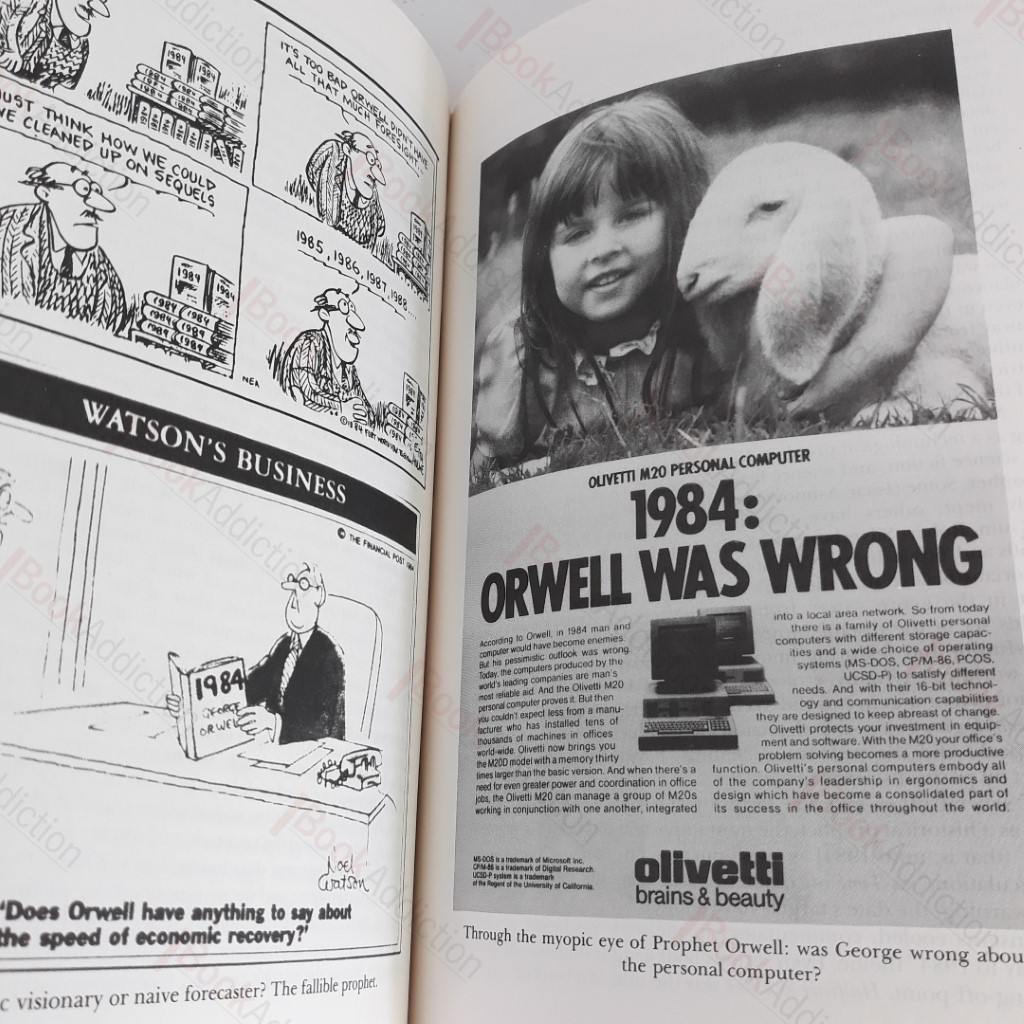 JUST THINK HOW WE COULD
WE CLEANED UP ON SEQUELS
1984
1984
NEA
IT'S TOO BAD ORWELL DIDN'T HAVE
ALL THAT MUCH FORESIGHT
1985, 1986, 1987, 1988....
WATSON'S BUSINESS
© THE FINANCIAL POST 1984
1984
GEORGE
ORWELL
Noel
Watson
'Does Orwell have anything to say about
the speed of economic recovery?'
c visionary or naive forecaster? The fallible prophet.
OLIVETTI M20 PERSONAL COMPUTER
1984:
ORWELL WAS WRONG
According to Orwell, in 1984 man and
computer would have become enemies.
But his pessimistic outlook was wrong.
Today, the computers produced by the
world's leading companies are man's
most reliable aid. And the Olivetti M20
personal computer proves it. But then
you couldn't expect less from a manu-
facturer who has installed tens of
thousands of machines in offices
world-wide. Olivetti now brings you
the M20D model with a memory thirty
times larger than the basic version. And when there's a
need for even greater power and coordination in office
jobs, the Olivetti M20 can manage a group of M20s
working in conjunction with one another, integrated
into a local area network. So from today
there is a family of Olivetti personal
computers with different storage capac-
ities and a wide choice of operating
systems (MS-DOS, CP/M-86, PCOS,
UCSD-P) to satisfy different
needs. And with their 16-bit technol-
ogy and communication capabilities
they are designed to keep abreast of change.
Olivetti protects your investment in equip-
ment and software. With the M20 your office's
problem solving becomes a more productive
function. Olivetti's personal computers embody all
of the company's leadership in ergonomics and
design which have become a consolidated part of
its success in the office throughout the world.
MS-DOS is a trademark of Microsoft Inc.
CP/M-86 is a trademark of Digital Research.
UCSD-P system is a trademark
of the Regent of the University of California.
olivetti
brains & beauty
Through the myopic eye of Prophet Orwell: was George wrong abou
the personal computer?
BookAddiction